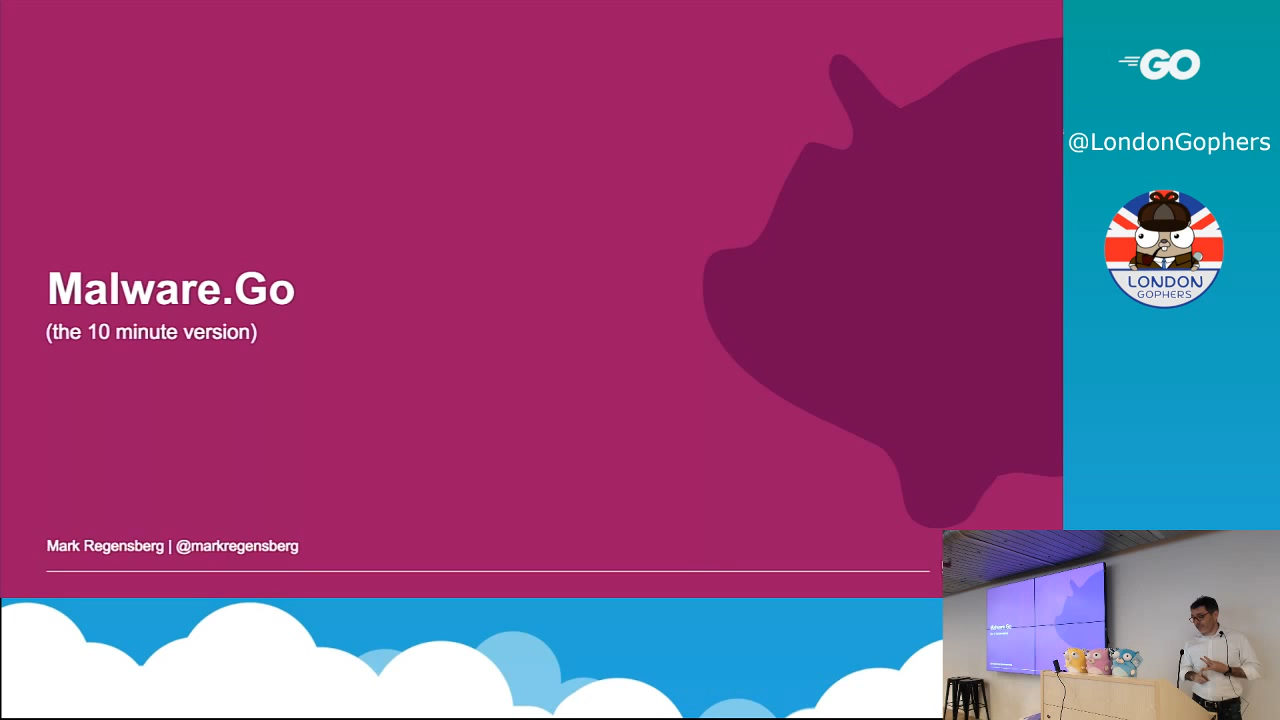 GO
@LondonGophers
LONDON
GOPHERS
Malware.Go
(the 10 minute version)
Mark Regensberg | @markregensberg